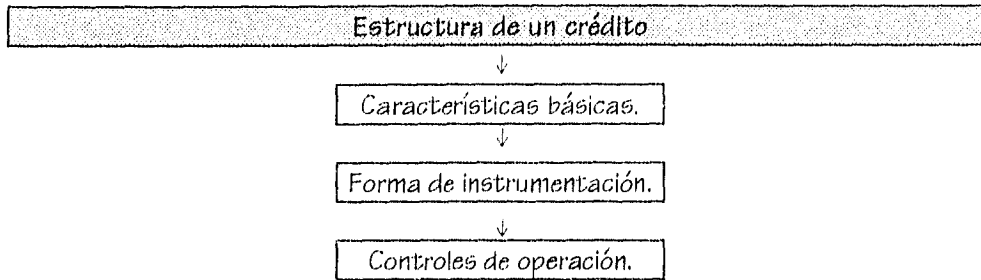 Estructura de un crédito
Características básicas.
Forma de instrumentación.
Controles de operación.